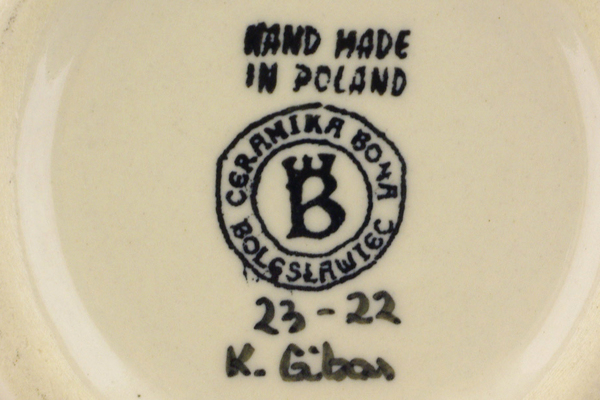 HAND MADE
IN POLAND
CERAMIKA BONA
B
BOLESŁAWIEC
23-22
K. Gibas